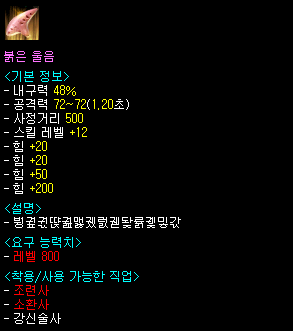 붉은 울음
<기본 정보>
- 내구력 48%
- 공격력 72~72(1.20초)
- 사정거리 500
- 스킬 레벨 +12
- 힘 +20
- 힘 +20
- 힘 +50
- 힘 +200
<설명>
<요구 능력치>
- 레벨 800
<착용/사용 가능한 직업>
- 조련사
- 소환사
- 강신술사